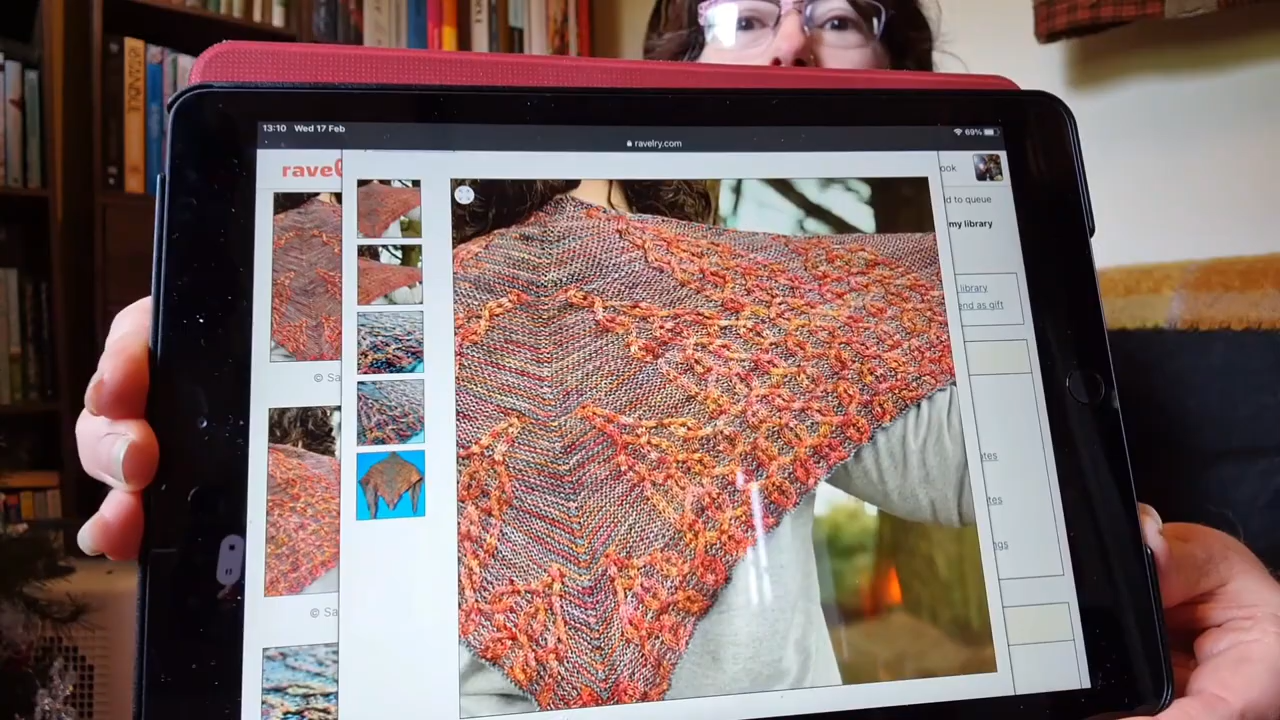 13:10 Wed 17 Feb
69%
ravelry.com
rave
ook
d to queue
my library
library
end as gift
© Sa
tes
tes
ngs
© Sa